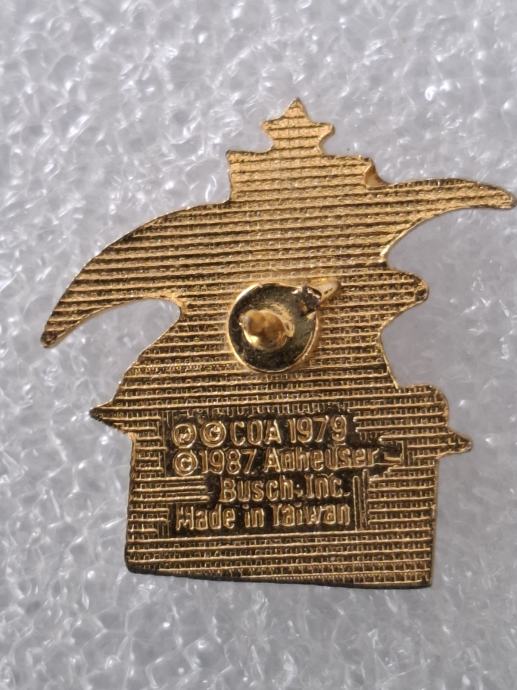 ℗ © COA 1979
© 1987 Anheuser-
Busch, Inc.
Made in Taiwan